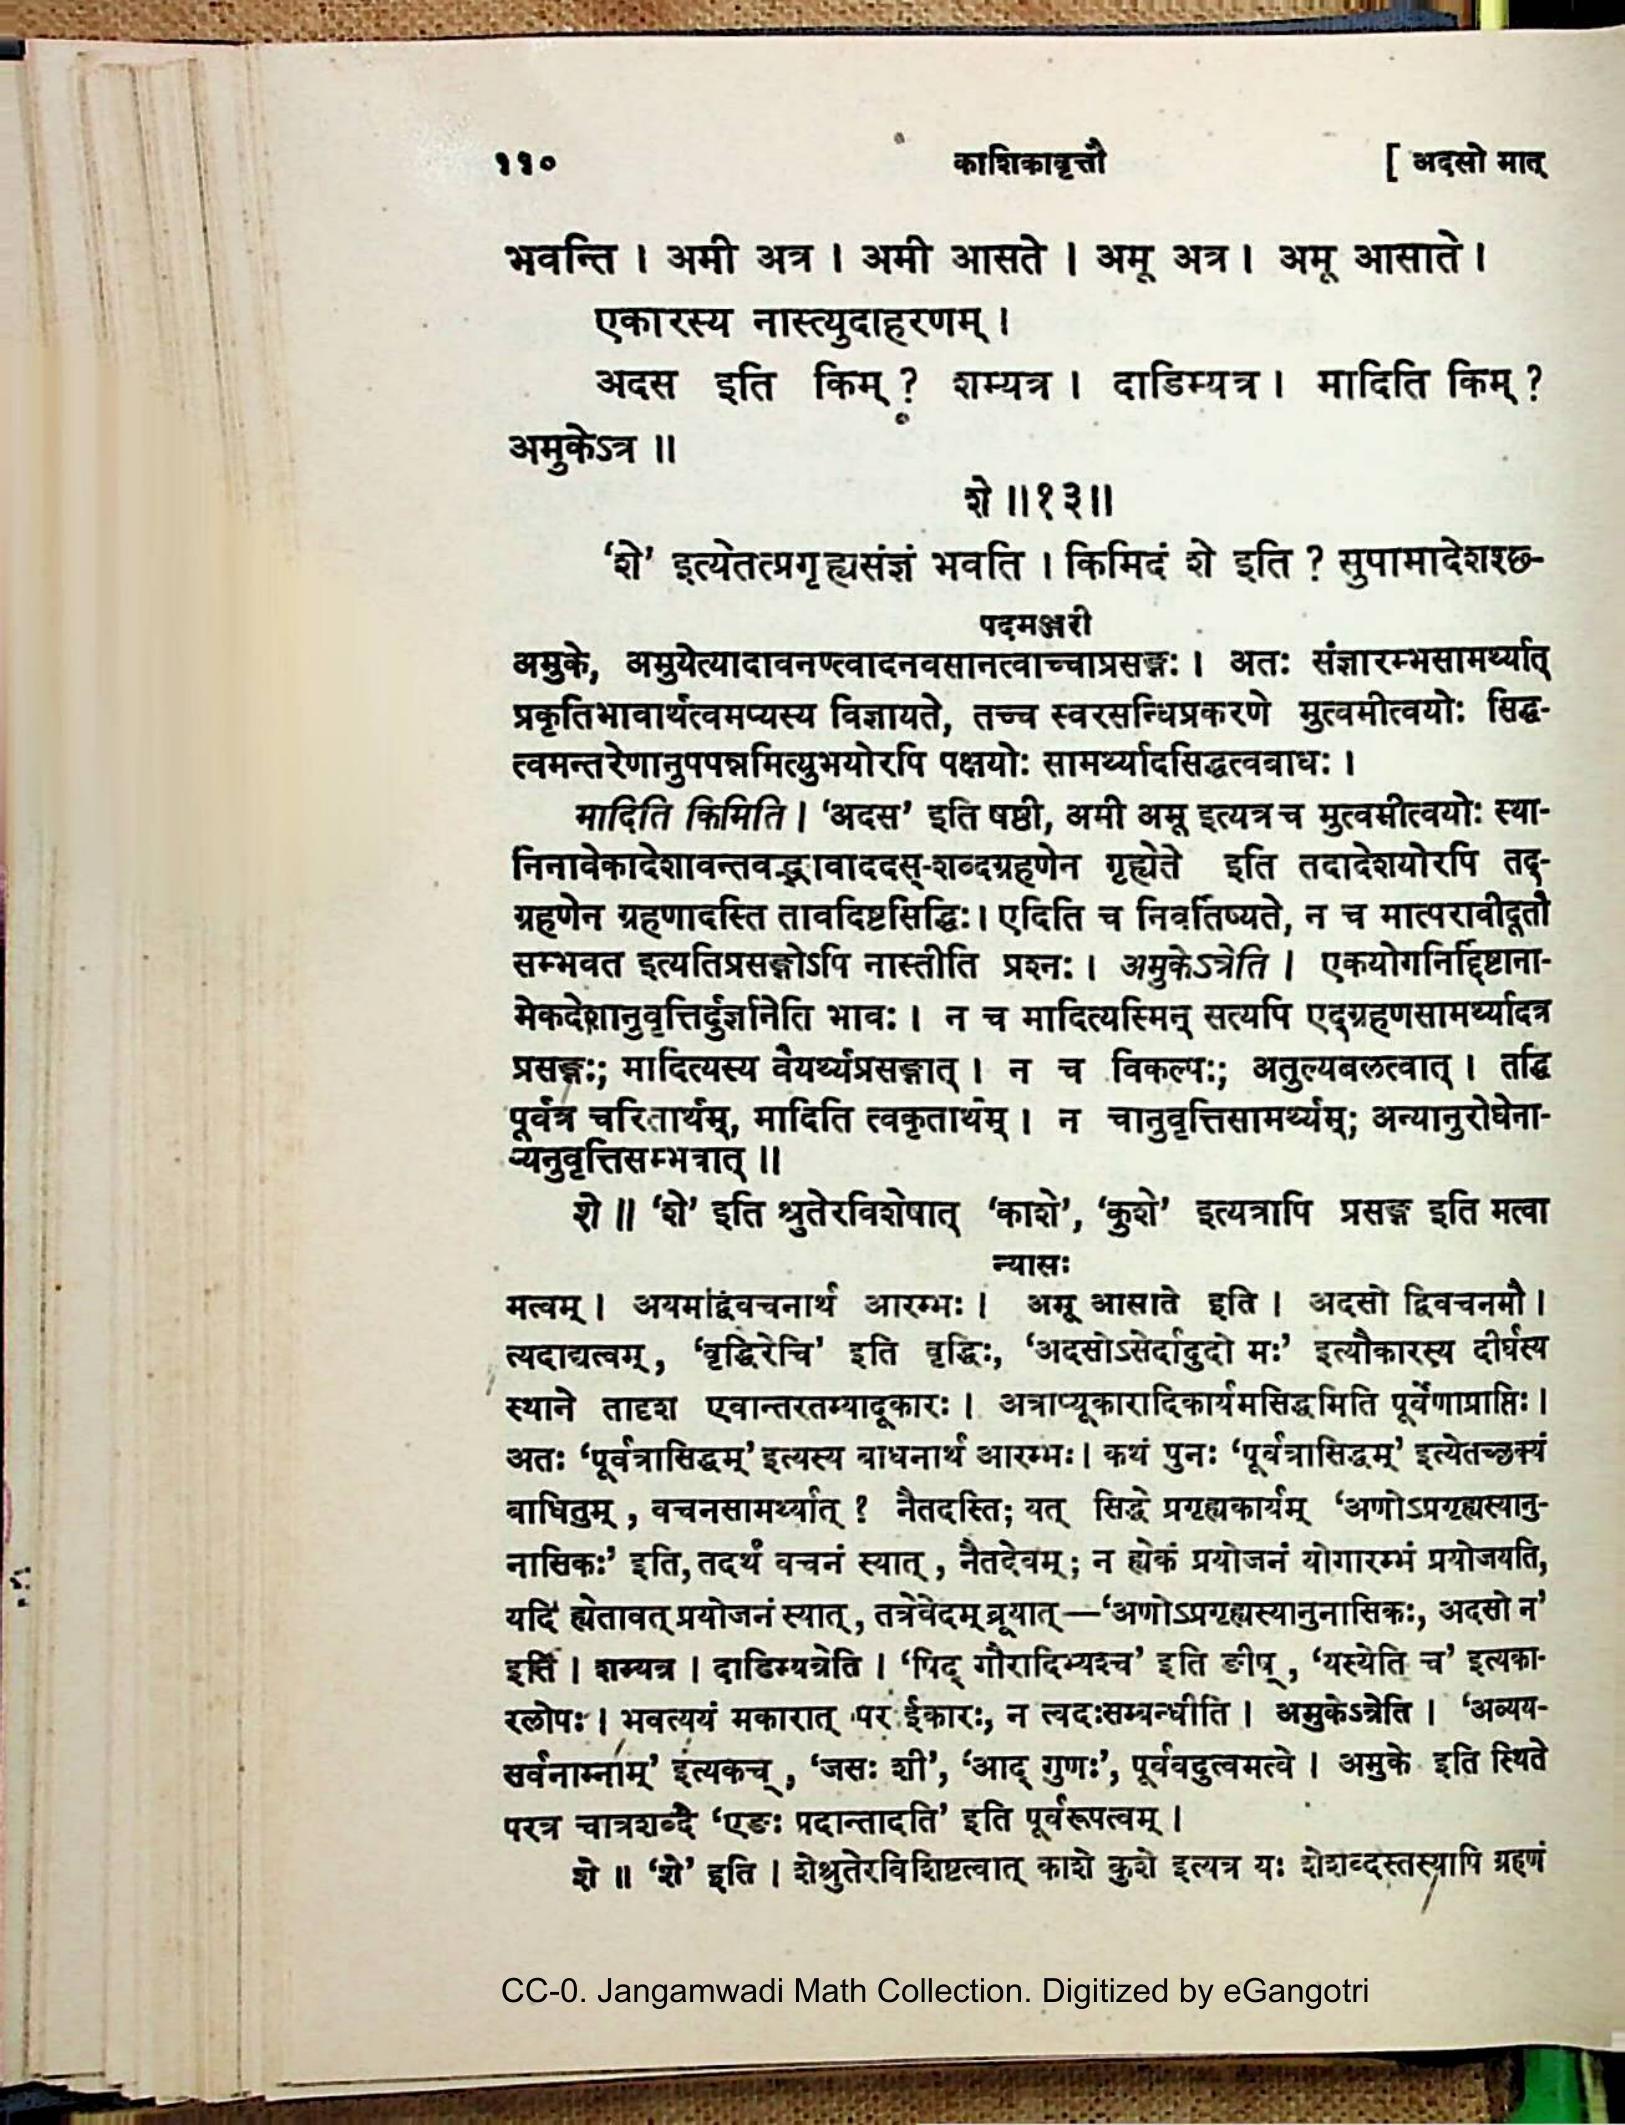 ११०
काशिकावृत्तौ
[ अदसो मात्
भवन्ति । अमी अत्र । अमी आसते । अमू अत्र । अमू आसाते ।
एकारस्य नास्त्युदाहरणम् ।
अदस इति किम् ? शम्यत्र । दाडिम्यत्र । मादिति किम् ?
अमुकेऽत्र ॥
शे ॥१३॥
‘शे’ इत्येतत्प्रगृह्यसंज्ञं भवति । किमिदं शे इति ? सुपामादेशश्छ-
पदमञ्जरी
अमुके, अमुयेत्यादावनण्त्वादनवसानत्वाच्चाप्रसङ्गः । अतः संज्ञारम्भसामर्थ्यात्
प्रकृतिभावार्थत्वमप्यस्य विज्ञायते, तच्च स्वरसन्धिप्रकरणे मुत्वमीत्वयोः सिद्ध-
त्वमन्तरेणानुपपन्नमित्युभयोरपि पक्षयोः सामर्थ्यादसिद्धत्वबाधः ।
मादिति किमिति । ‘अदस’ इति षष्ठी, अमी अमू इत्यत्र च मुत्वमीत्वयोः स्था-
निनावेकादेशावन्तवद्भावाददस्-शब्दग्रहणेन गृह्येते इति तदादेशयोरपि तद्-
ग्रहणेन ग्रहणादस्ति तावदिष्टसिद्धिः । एदिति च निवर्तिष्यते, न च मात्परावीदूतौ
सम्भवत इत्यतिप्रसङ्गोऽपि नास्तीति प्रश्नः । अमुकेऽत्रेति । एकयोगनिर्द्दिष्टाना-
मेकदेशानुवृत्तिर्दुर्ज्ञानेति भावः । न च मादित्यस्मिन् सत्यपि एद्ग्रहणसामर्थ्यादत्र
प्रसङ्गः; मादित्यस्य वैयर्थ्यप्रसङ्गात् । न च विकल्पः; अतुल्यबलत्वात् । तद्धि
पूर्वत्र चरितार्थम्, मादिति त्वकृतार्थम् । न चानुवृत्तिसामर्थ्यम्; अन्यानुरोधेना-
प्यनुवृत्तिसम्भवात् ॥
शे ॥ ‘शे’ इति श्रुतेरविशेषात् ‘काशे’, ‘कुशे’ इत्यत्रापि प्रसङ्ग इति मत्वा
न्यासः
मत्वम् । अयमद्विवचनार्थ आरम्भः । अमू आसाते इति । अदसो द्विवचनमौ ।
त्यदाद्यत्वम् , ‘वृद्धिरेचि’ इति वृद्धिः, ‘अदसोऽसेर्दादुदो मः’ इत्यौकारस्य दीर्घस्य
स्थाने तादृश एवान्तरतम्यादूकारः । अत्राप्यूकारादिकार्यमसिद्धमिति पूर्वेणाप्राप्तिः ।
अतः ‘पूर्वत्रासिद्धम्’ इत्यस्य बाधनार्थ आरम्भः । कथं पुनः ‘पूर्वत्रासिद्धम्’ इत्येतच्छक्यं
बाधितुम् , वचनसामर्थ्यात् ? नैतदस्ति; यत् सिद्धे प्रगृह्यकार्यम् ‘अणोऽप्रगृह्यस्यानु-
नासिकः’ इति, तदर्थं वचनं स्यात् , नैतदेवम्; न ह्येकं प्रयोजनं योगारम्भं प्रयोजयति,
यदि ह्येतावत् प्रयोजनं स्यात् , तत्रैवेदम् ब्रूयात्—‘अणोऽप्रगृह्यस्यानुनासिकः, अदसो न’
इति । शम्यत्र । दाडिम्यत्रेति । ‘षिद् गौरादिभ्यश्च’ इति ङीष् , ‘यस्येति च’ इत्यका-
रलोपः । भवत्ययं मकारात् पर ईकारः, न त्वदःसम्बन्धीति । अमुकेऽत्रेति । ‘अव्यय-
सर्वनाम्नाम्’ इत्यकच् , ‘जसः शी’, ‘आद् गुणः’, पूर्ववदुत्वमत्वे । अमुके इति स्थिते
परत्र चात्रशब्दे ‘एङः पदान्तादति’ इति पूर्वरूपत्वम् ।
शे ॥ ‘शे’ इति । शेश्रुतेरविशिष्टत्वात् काशे कुशे इत्यत्र यः शेशब्दस्तस्यापि ग्रहणं
CC-0. Jangamwadi Math Collection. Digitized by eGangotri